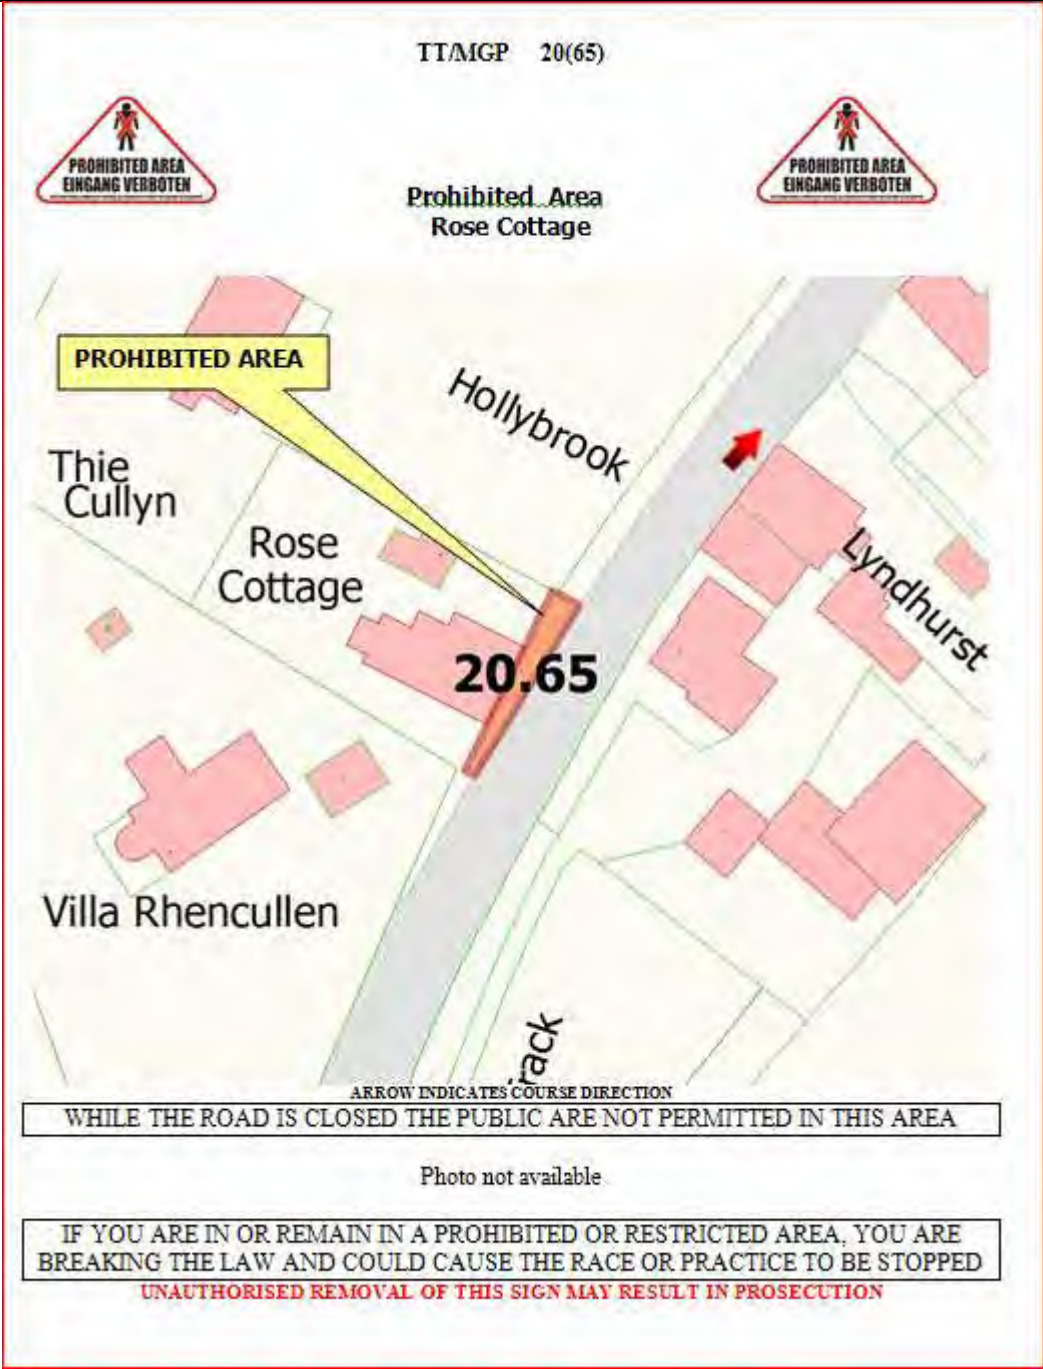 TT/MGP 20(65)
PROHIBITED AREA
EINGANG VERBOTEN
PROHIBITED AREA
EINGANG VERBOTEN
Prohibited Area
Rose Cottage
PROHIBITED AREA
Hollybrook
Thie
Cullyn
Rose
Cottage
Lyndhurst
20.65
Villa Rhencullen
rack
ARROW INDICATES COURSE DIRECTION
WHILE THE ROAD IS CLOSED THE PUBLIC ARE NOT PERMITTED IN THIS AREA
Photo not available
IF YOU ARE IN OR REMAIN IN A PROHIBITED OR RESTRICTED AREA, YOU ARE
BREAKING THE LAW AND COULD CAUSE THE RACE OR PRACTICE TO BE STOPPED
UNAUTHORISED REMOVAL OF THIS SIGN MAY RESULT IN PROSECUTION